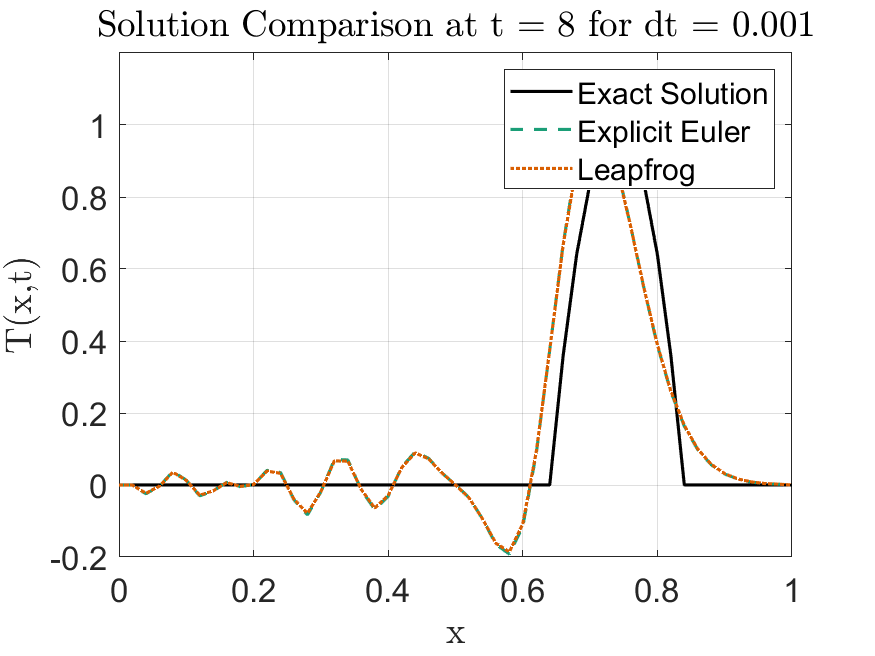 Solution Comparison at t = 8 for dt = 0.001
Exact Solution
Explicit Euler
Leapfrog
T(x,t)
1
0.8
0.6
0.4
0.2
0
-0.2
0 0.2 0.4 0.6 0.8 1
x